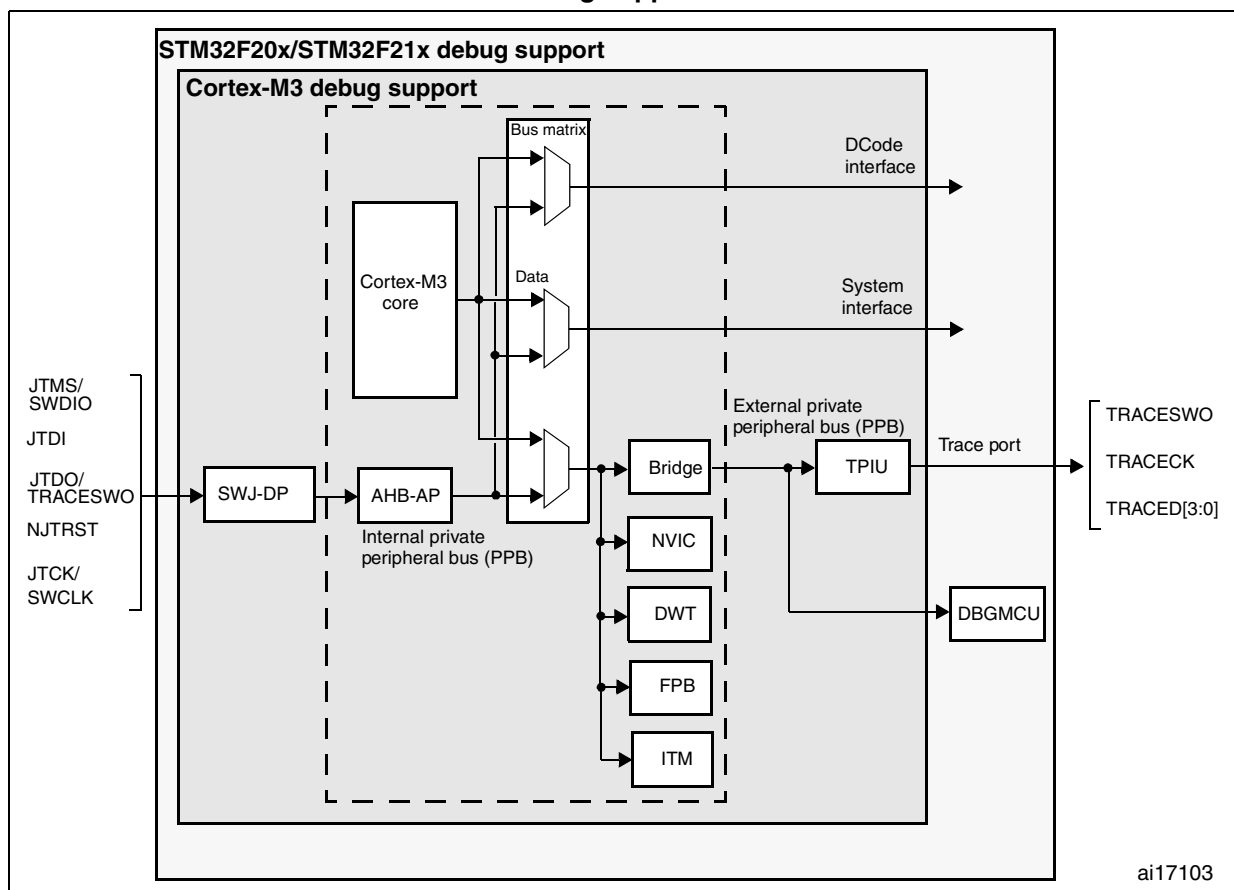 STM32F20x/STM32F21x debug support
Cortex-M3 debug support
Bus matrix
DCode
interface
Cortex-M3
core
Data
System
interface
JTMS/
SWDIO
JTDI
JTDO/
TRACESWO
NJTRST
JTCK/
SWCLK
SWJ-DP
AHB-AP
Internal private
peripheral bus (PPB)
Bridge
NVIC
DWT
FPB
ITM
External private
peripheral bus (PPB)
TPIU
Trace port
TRACESWO
TRACECK
TRACED[3:0]
DBGMCU
ai17103